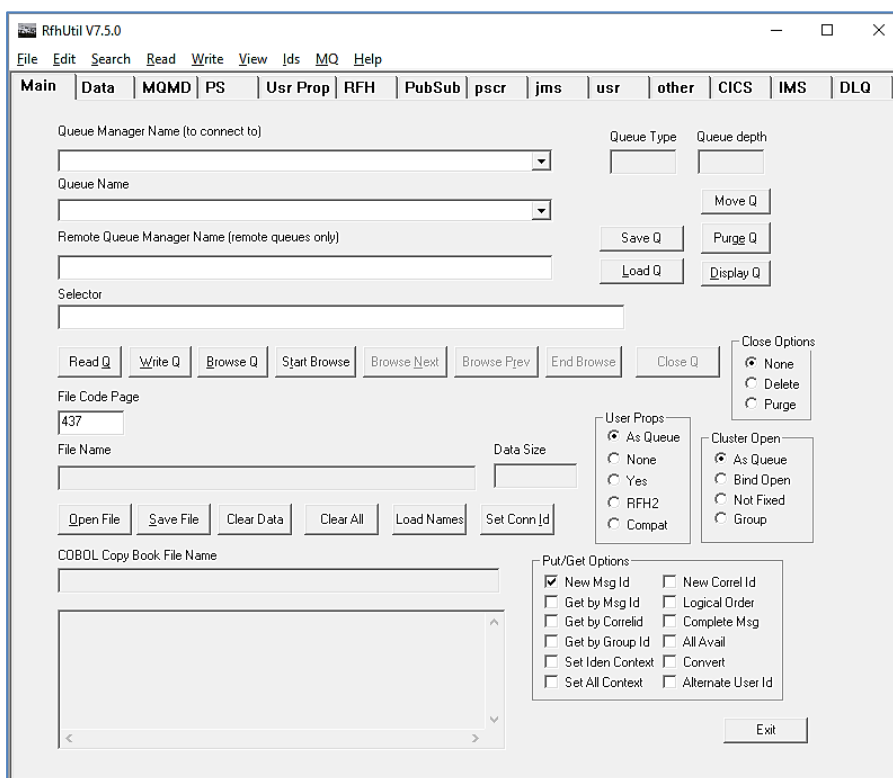 RfhUtil V7.5.0
File Edit Search Read Write View Ids MQ Help
Main Data MQMD PS Usr Prop RFH PubSub pscr jms usr other CICS IMS DLQ
Queue Manager Name (to connect to)
Queue Type Queue depth
Queue Name
Move Q
Remote Queue Manager Name (remote queues only)
Save Q Purge Q
Load Q Display Q
Selector
Read Q Write Q Browse Q Start Browse Browse Next Browse Prev End Browse Close Q
Close Options
None
Delete
Purge
File Code Page
437
File Name Data Size
User Props
As Queue
None
Yes
RFH2
Compat
Cluster Open
As Queue
Bind Open
Not Fixed
Group
Open File Save File Clear Data Clear All Load Names Set Conn Id
COBOL Copy Book File Name
Put/Get Options
New Msg Id New Correl Id
Get by Msg Id Logical Order
Get by Correlid Complete Msg
Get by Group Id All Avail
Set Iden Context Convert
Set All Context Alternate User Id
Exit